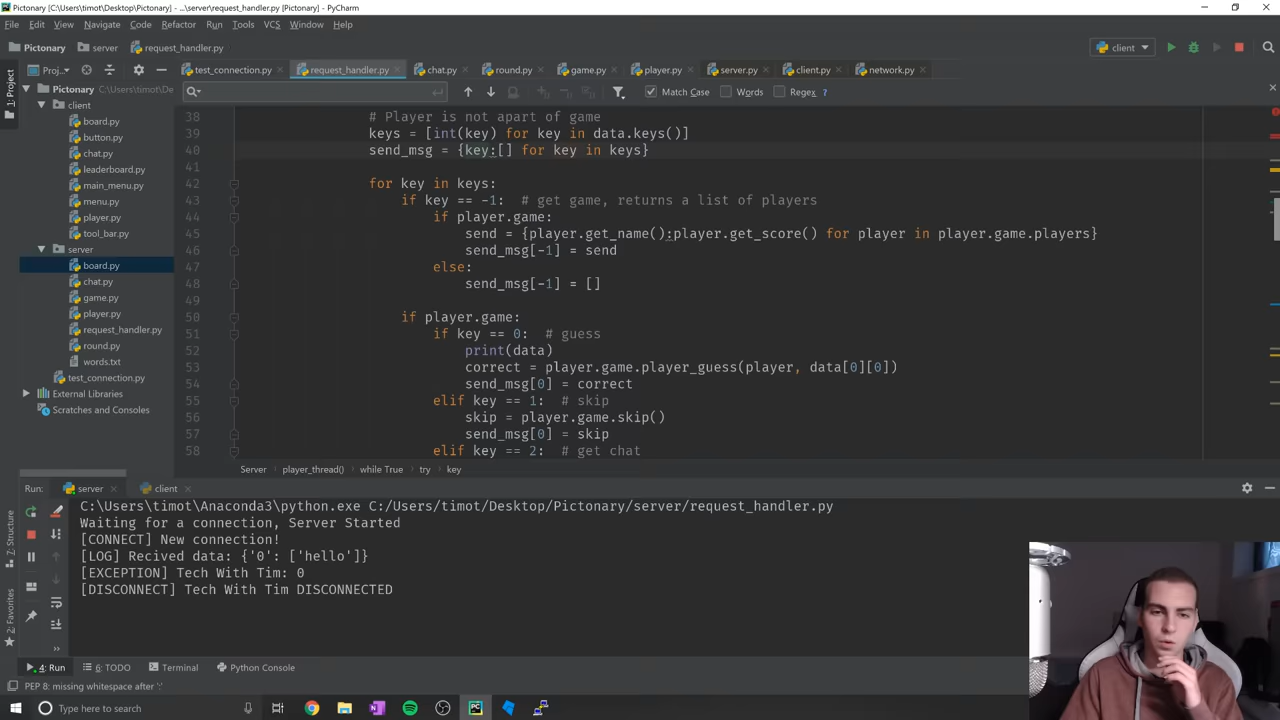 Pictonary [C:\Users\timot\Desktop\Pictonary] - ...\server\request_handler.py [Pictonary] - PyCharm
File Edit View Navigate Code Refactor Run Tools VCS Window Help
Pictonary server request_handler.py client
1: Project
Proj... test_connection.py request_handler.py chat.py round.py game.py player.py server.py client.py network.py
Pictonary C:\Users\timot\Des
client
board.py
button.py
chat.py
leaderboard.py
main_menu.py
menu.py
player.py
tool_bar.py
server
board.py
chat.py
game.py
player.py
request_handler.py
round.py
words.txt
test_connection.py
External Libraries
Scratches and Consoles
Match Case Words Regex ?
38 # Player is not apart of game
39 keys = [int(key) for key in data.keys()]
40 send_msg = {key:[] for key in keys}
41
42 for key in keys:
43 if key == -1: # get game, returns a list of players
44 if player.game:
45 send = {player.get_name():player.get_score() for player in player.game.players}
46 send_msg[-1] = send
47 else:
48 send_msg[-1] = []
49
50 if player.game:
51 if key == 0: # guess
52 print(data)
53 correct = player.game.player_guess(player, data[0][0])
54 send_msg[0] = correct
55 elif key == 1: # skip
56 skip = player.game.skip()
57 send_msg[0] = skip
58 elif key == 2: # get chat
Server player_thread() while True try key
Run: server client
C:\Users\timot\Anaconda3\python.exe C:/Users/timot/Desktop/Pictonary/server/request_handler.py
Waiting for a connection, Server Started
[CONNECT] New connection!
[LOG] Recived data: {'0': ['hello']}
[EXCEPTION] Tech With Tim: 0
[DISCONNECT] Tech With Tim DISCONNECTED
Z: Structure
2: Favorites
4: Run 6: TODO Terminal Python Console
PEP 8: missing whitespace after ':'
Type here to search